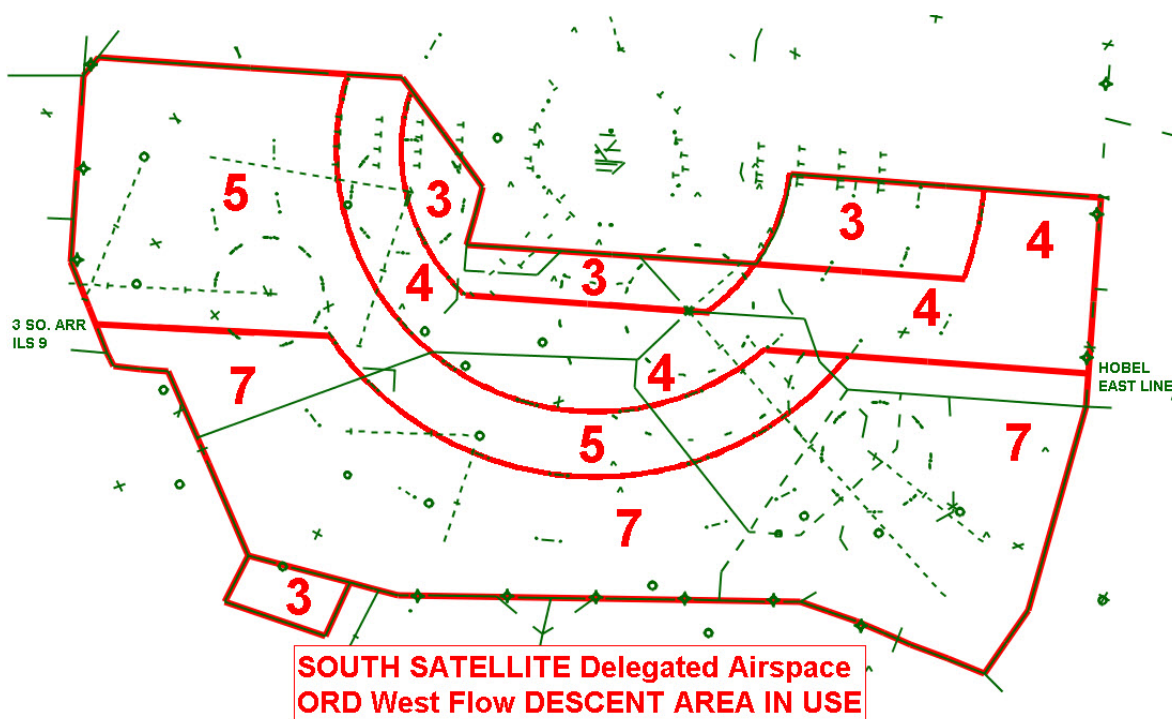 5
3
3
3
4
4
4
3 SO. ARR
ILS 9
7
4
HOBEL
EAST LINE
5
7
7
3
SOUTH SATELLITE Delegated Airspace
ORD West Flow DESCENT AREA IN USE